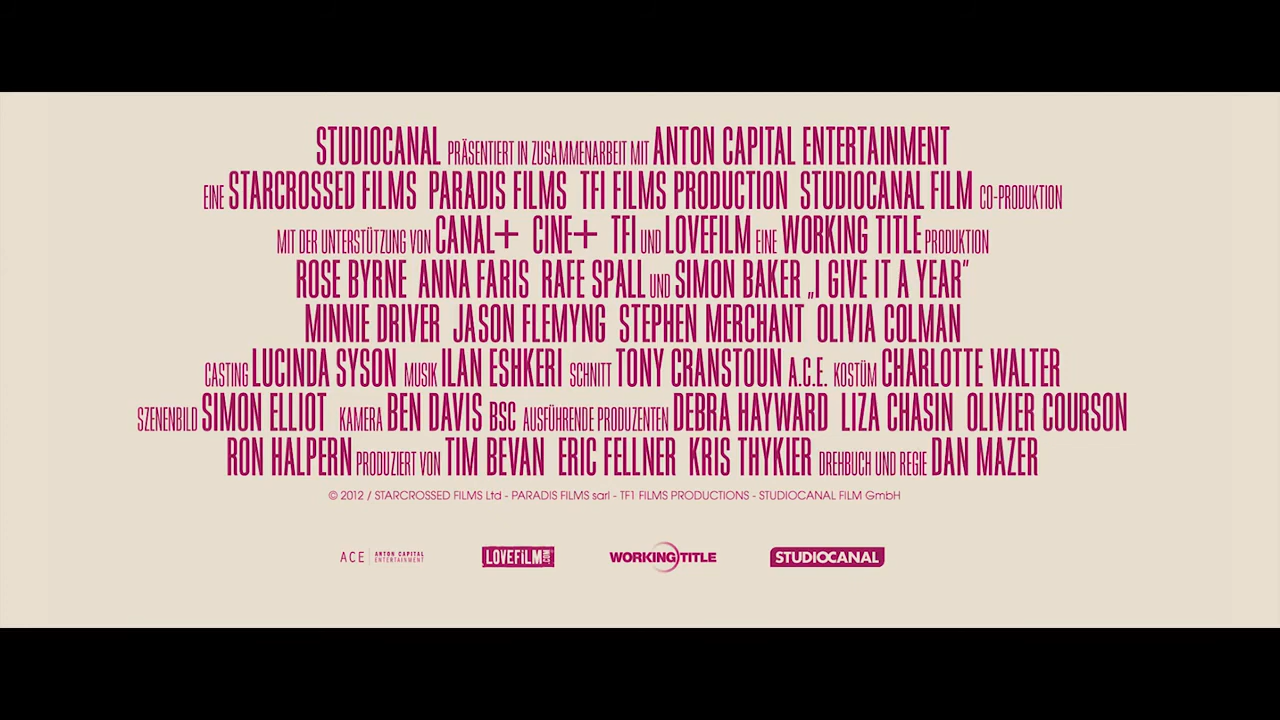 STUDIOCANAL PRÄSENTIERT IN ZUSAMMENARBEIT MIT ANTON CAPITAL ENTERTAINMENT
EINE STARCROSSED FILMS PARADIS FILMS TF1 FILMS PRODUCTION STUDIOCANAL FILM CO-PRODUKTION
MIT DER UNTERSTÜTZUNG VON CANAL+ CINE+ TF1 UND LOVEFILM EINE WORKING TITLE PRODUKTION
ROSE BYRNE ANNA FARIS RAFE SPALL UND SIMON BAKER „I GIVE IT A YEAR“
MINNIE DRIVER JASON FLEMYNG STEPHEN MERCHANT OLIVIA COLMAN
CASTING LUCINDA SYSON MUSIK ILAN ESHKERI SCHNITT TONY CRANSTOUN A.C.E. KOSTÜM CHARLOTTE WALTER
SZENENBILD SIMON ELLIOT KAMERA BEN DAVIS BSC AUSFÜHRENDE PRODUZENTEN DEBRA HAYWARD LIZA CHASIN OLIVIER COURSON
RON HALPERN PRODUZIERT VON TIM BEVAN ERIC FELLNER KRIS THYKIER DREHBUCH UND REGIE DAN MAZER
© 2012 / STARCROSSED FILMS Ltd - PARADIS FILMS sarl - TF1 FILMS PRODUCTIONS - STUDIOCANAL FILM GmbH
ACE ANTON CAPITAL ENTERTAINMENT LOVEFiLM.COM WORKING TITLE STUDIOCANAL